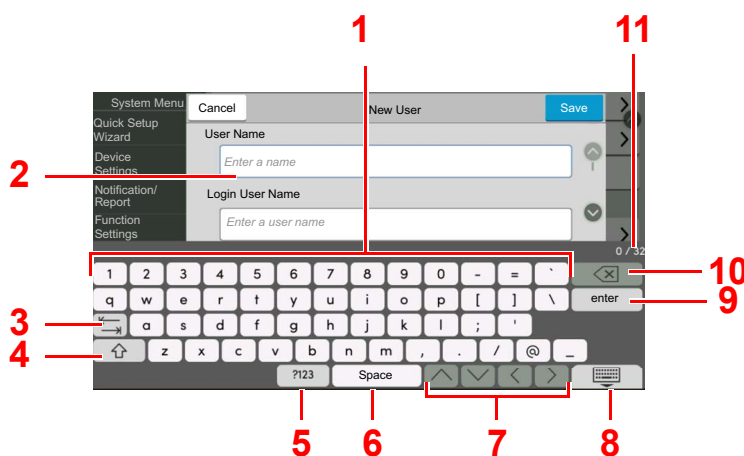 1 11
System Menu Cancel New User Save
Quick Setup
Wizard
User Name
Device
Settings
Enter a name
2
Notification/
Report
Login User Name
Function
Settings
Enter a user name
0 / 32
1 2 3 4 5 6 7 8 9 0 - = `
10
q w e r t y u i o p [ ] \ enter
9
3
a s d f g h j k l ; '
4
z x c v b n m , . / @ _
?123 Space
5 6 7 8